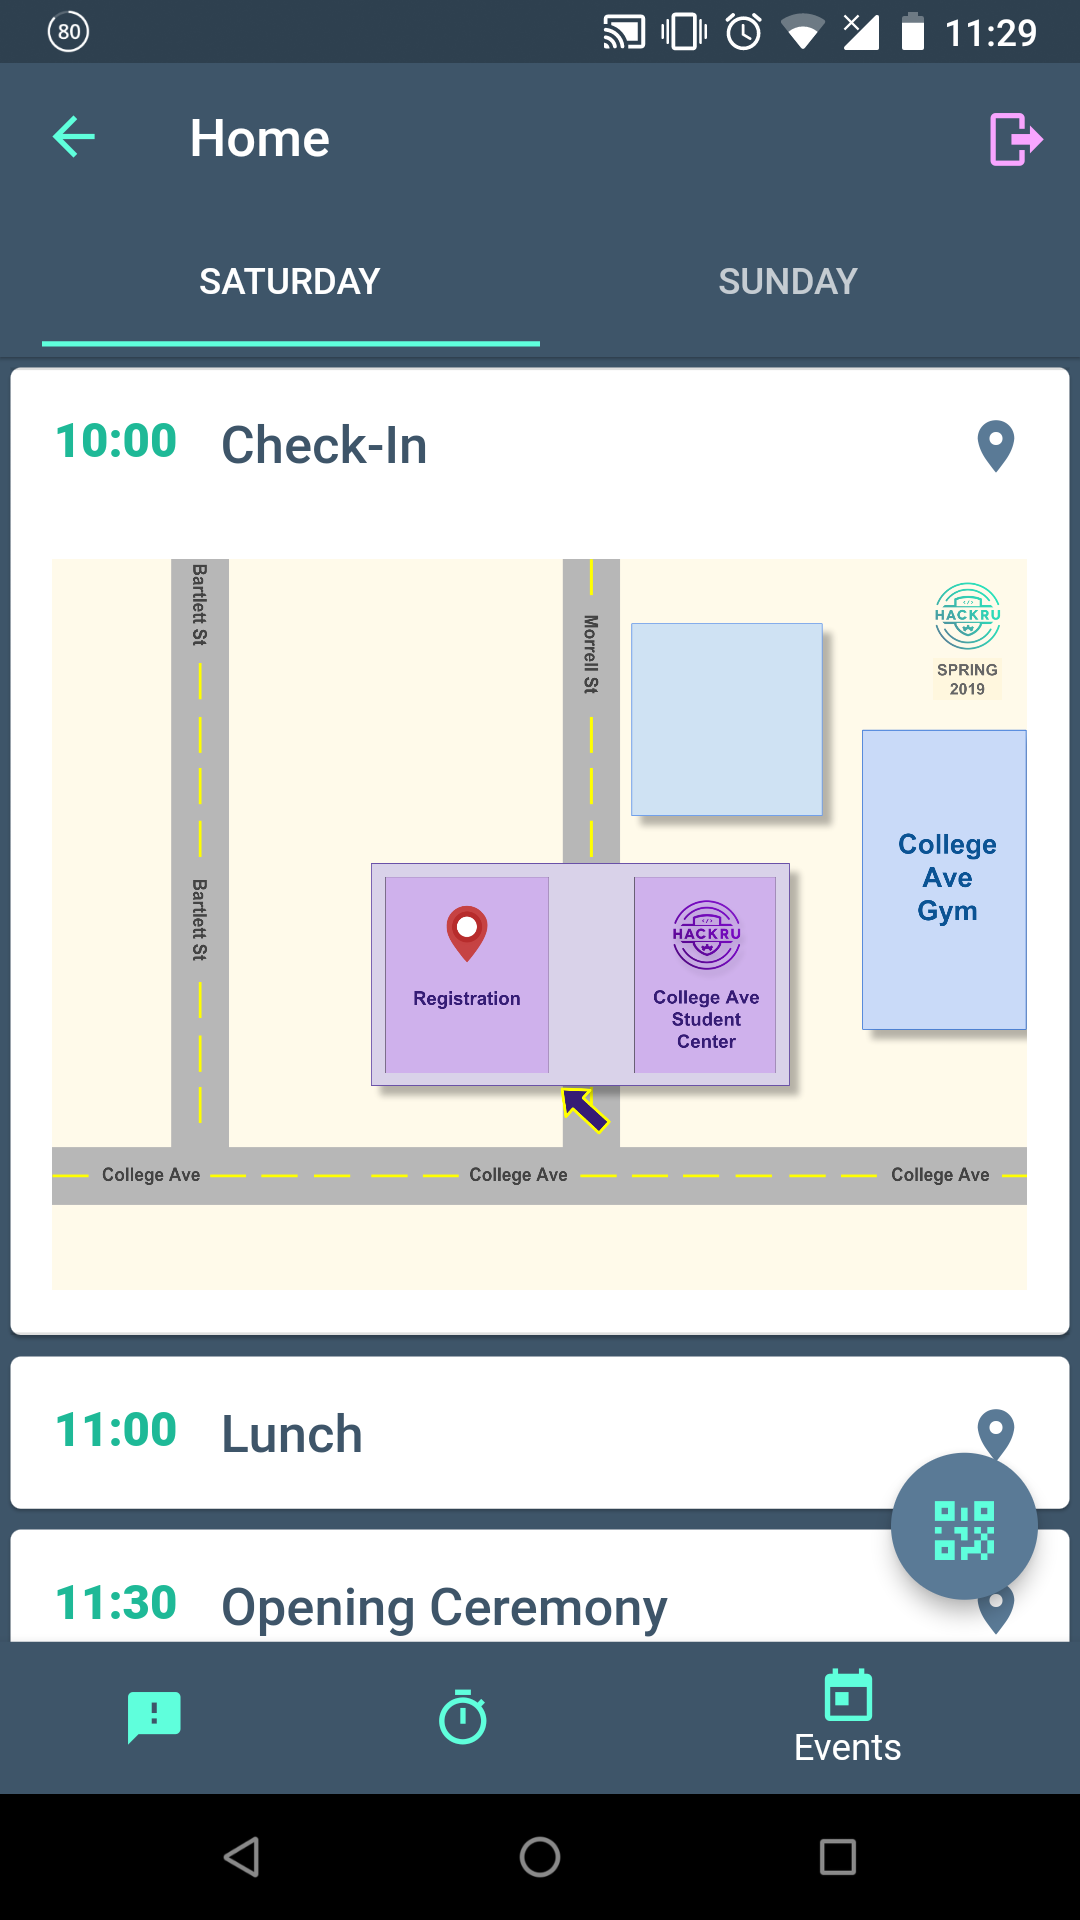 80
11:29
Home
SATURDAY
SUNDAY
10:00 Check-In
Bartlett St
Morrell St
HACKRU
SPRING
2019
College
Ave
Gym
Bartlett St
HACKRU
Registration
College Ave
Student
Center
College Ave
College Ave
College Ave
11:00 Lunch
11:30 Opening Ceremony
Events